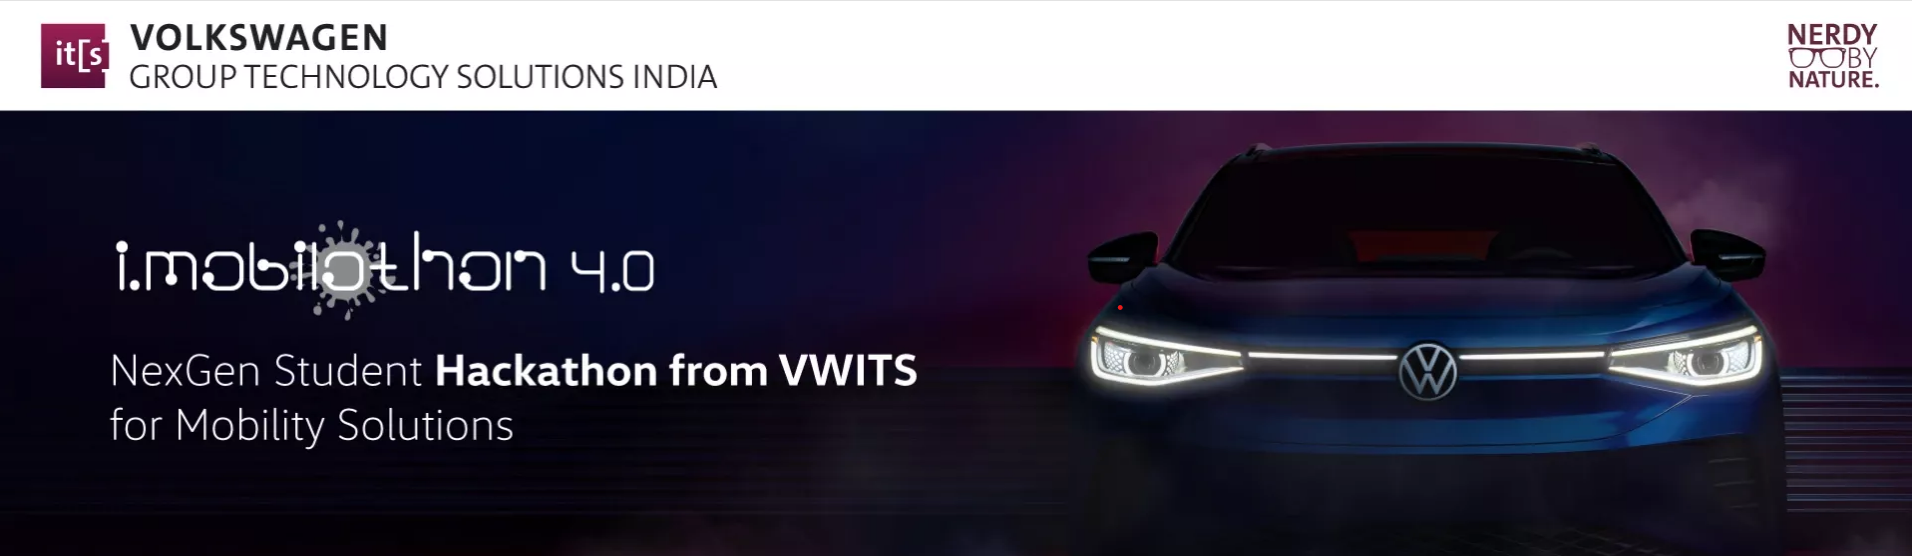 it[s]
VOLKSWAGEN
GROUP TECHNOLOGY SOLUTIONS INDIA
NERDY
BY
NATURE.
i.mobilothon 4.0
NexGen Student Hackathon from VWITS
for Mobility Solutions